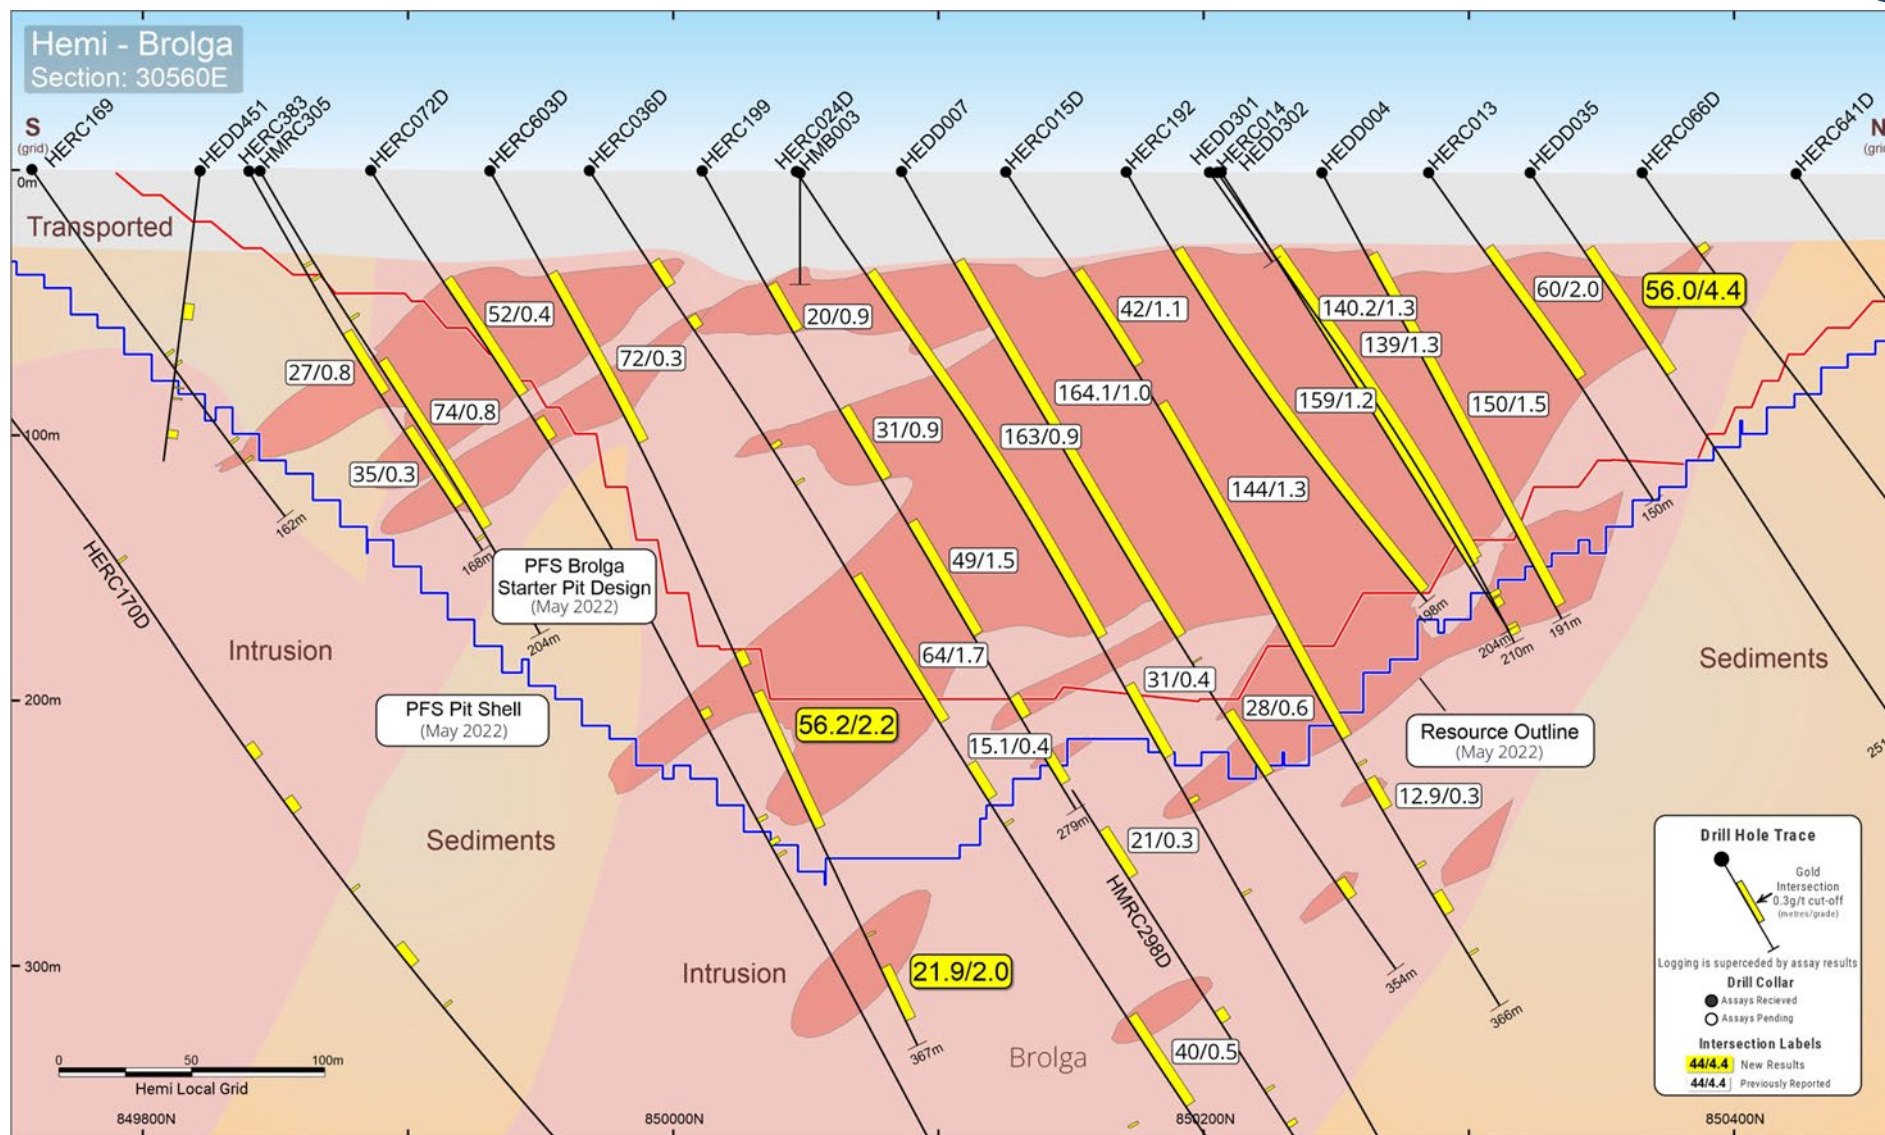 Hemi - Brolga
Section: 30560E
S
(grid)
HERC169
HEDD451
HERC383
HMRC305
HERC072D
HERC603D
HERC036D
HERC199
HERC024D
HMB003
HEDD007
HERC015D
HERC192
HEDD301
HERC014
HEDD302
HEDD004
HERC013
HEDD035
HERC066D
HERC641D
N
(grid
0m
Transported
52/0.4
20/0.9
42/1.1
140.2/1.3
60/2.0
56.0/4.4
27/0.8
72/0.3
139/1.3
74/0.8
164.1/1.0
159/1.2
150/1.5
100m
31/0.9
163/0.9
35/0.3
144/1.3
162m
150m
168m
HERC170D
PFS Brolga
Starter Pit Design
(May 2022)
49/1.5
198m
204m
191m
204m
210m
Intrusion
64/1.7
Sediments
31/0.4
200m
PFS Pit Shell
(May 2022)
56.2/2.2
28/0.6
15.1/0.4
Resource Outline
(May 2022)
251
12.9/0.3
279m
Sediments
21/0.3
HMRC298D
300m
Intrusion
21.9/2.0
354m
366m
367m
Brolga
40/0.5
Drill Hole Trace
Gold
Intersection
0.3g/t cut-off
(metres/grade)
Logging is superceded by assay results
Drill Collar
Assays Recieved
Assays Pending
Intersection Labels
44/4.4 New Results
44/4.4 Previously Reported
0 50 100m
Hemi Local Grid
849800N
850000N
850200N
850400N